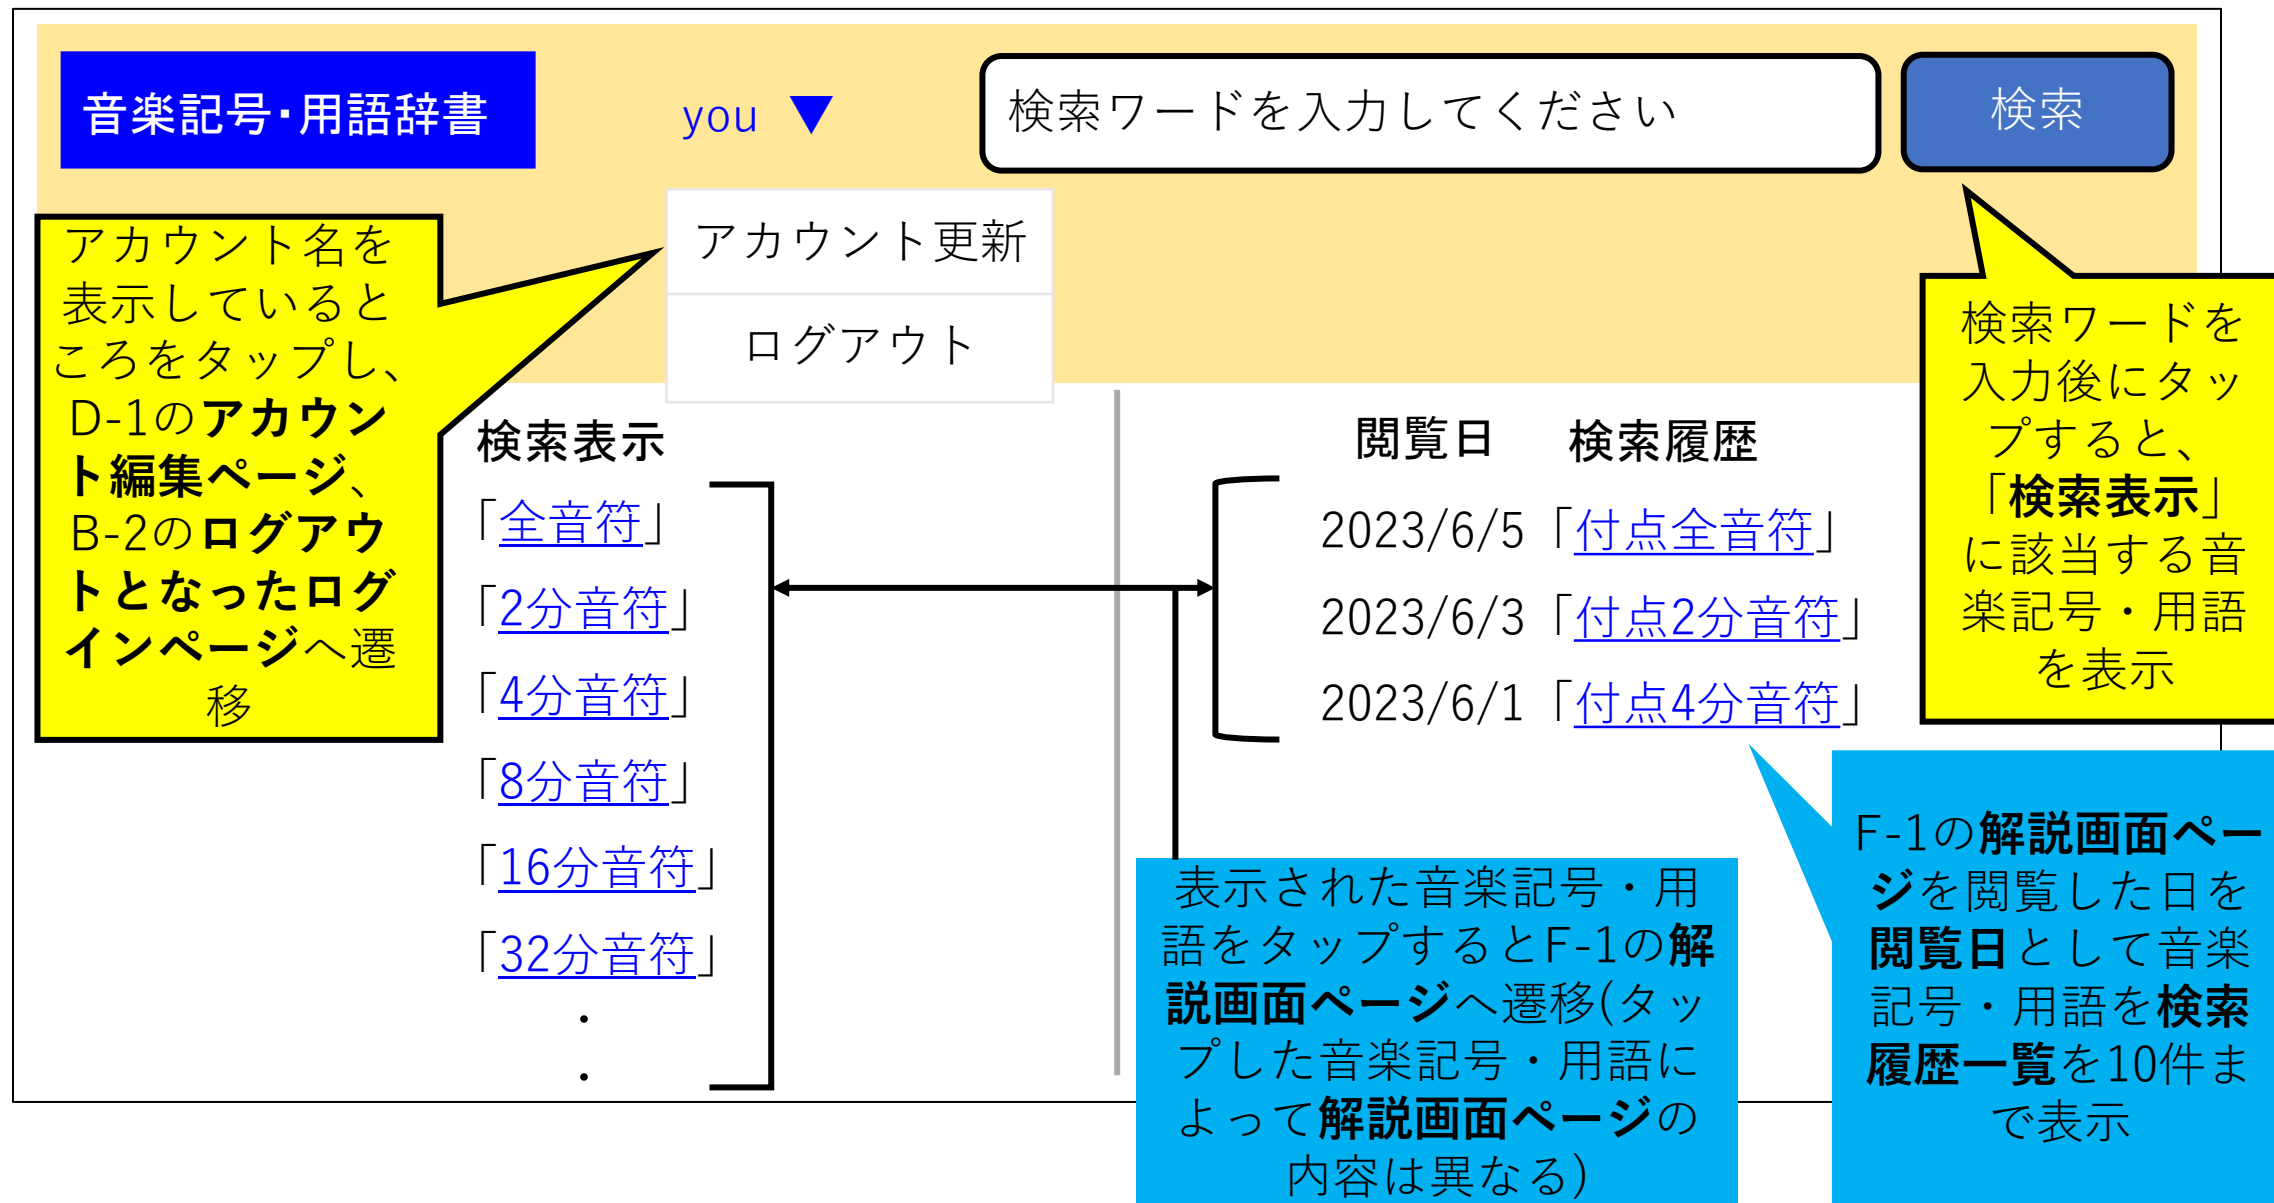 音楽記号・用語辞書
you ▼
検索ワードを入力してください
検索
アカウント更新
ログアウト
アカウント名を
表示していると
ころをタップし、
D-1のアカウン
ト編集ページ、
B-2のログアウ
トとなったログ
インページへ遷
移
検索ワードを
入力後にタッ
プすると、
「検索表示」
に該当する音
楽記号・用語
を表示
検索表示
「全音符」
「2分音符」
「4分音符」
「8分音符」
「16分音符」
「32分音符」
・
・
閲覧日 検索履歴
2023/6/5「付点全音符」
2023/6/3「付点2分音符」
2023/6/1「付点4分音符」
表示された音楽記号・用
語をタップするとF-1の解
説画面ページへ遷移(タッ
プした音楽記号・用語に
よって解説画面ページの
内容は異なる)
F-1の解説画面ペー
ジを閲覧した日を
閲覧日として音楽
記号・用語を検索
履歴一覧を10件ま
で表示